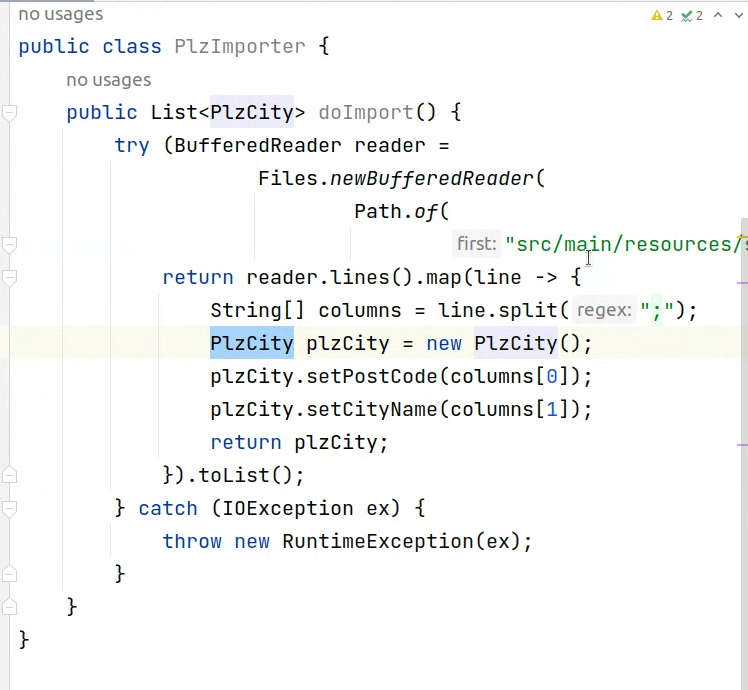 no usages
2 2
public class PlzImporter {
no usages
public List<PlzCity> doImport() {
try (BufferedReader reader =
Files.newBufferedReader(
Path.of(
first: "src/main/resources/
return reader.lines().map(line -> {
String[] columns = line.split( regex: ";");
PlzCity plzCity = new PlzCity();
plzCity.setPostCode(columns[0]);
plzCity.setCityName(columns[1]);
return plzCity;
}).toList();
} catch (IOException ex) {
throw new RuntimeException(ex);
}
}
}